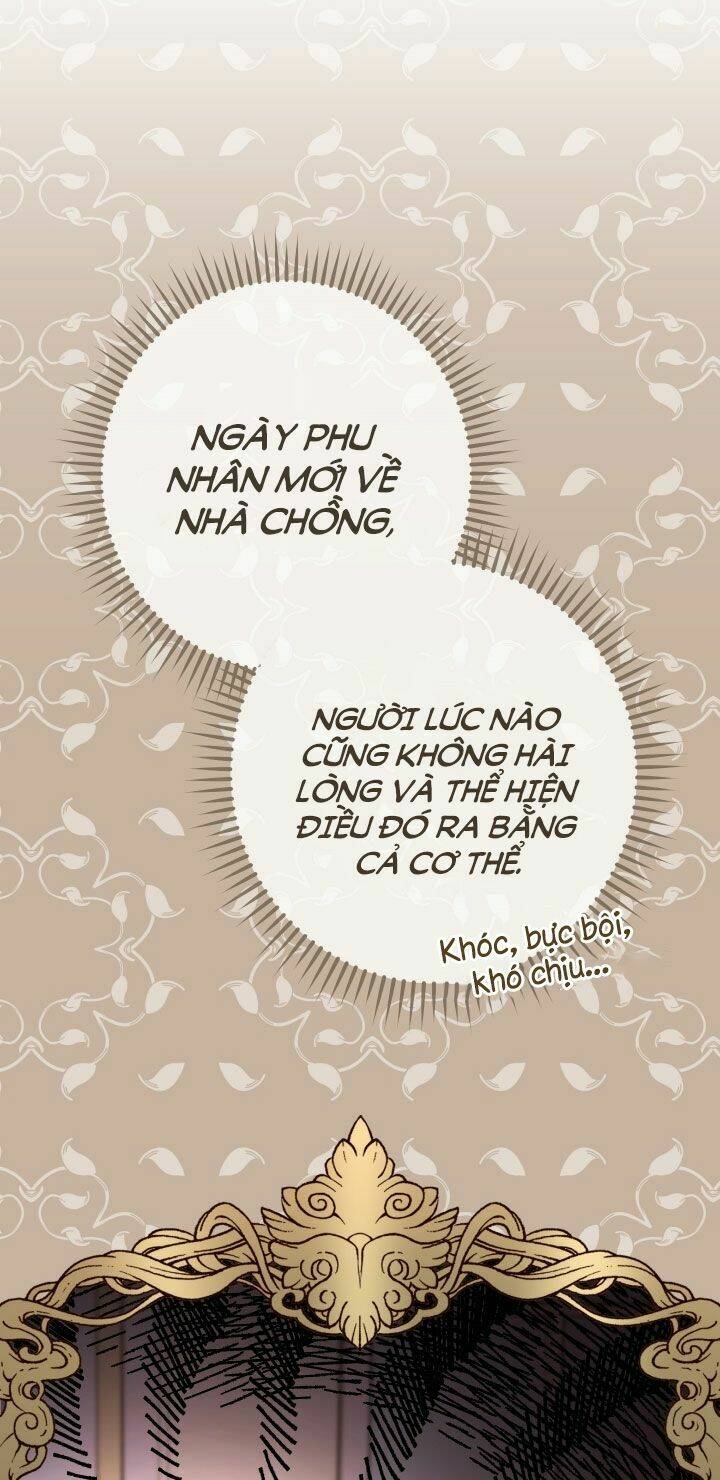 NGÀY PHU
NHÂN MỚI VỀ
NHÀ CHỒNG,
NGƯỜI LÚC NÀO
CŨNG KHÔNG HÀI
LÒNG VÀ THỂ HIỆN
ĐIỀU ĐÓ RA BẰNG
CẢ CƠ THỂ.
Khóc, bực bội,
khó chịu...